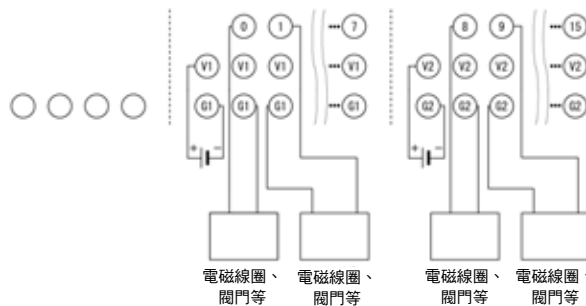 0 1 ···7 8 9 ···15
V1 V1 V1 ···V1 V2 V2 V2 ···V2
G1 G1 G1 ···G1 G2 G2 G2 ···G2
+ − + −
電磁線圈、 電磁線圈、 電磁線圈、 電磁線圈、
閥門等 閥門等 閥門等 閥門等